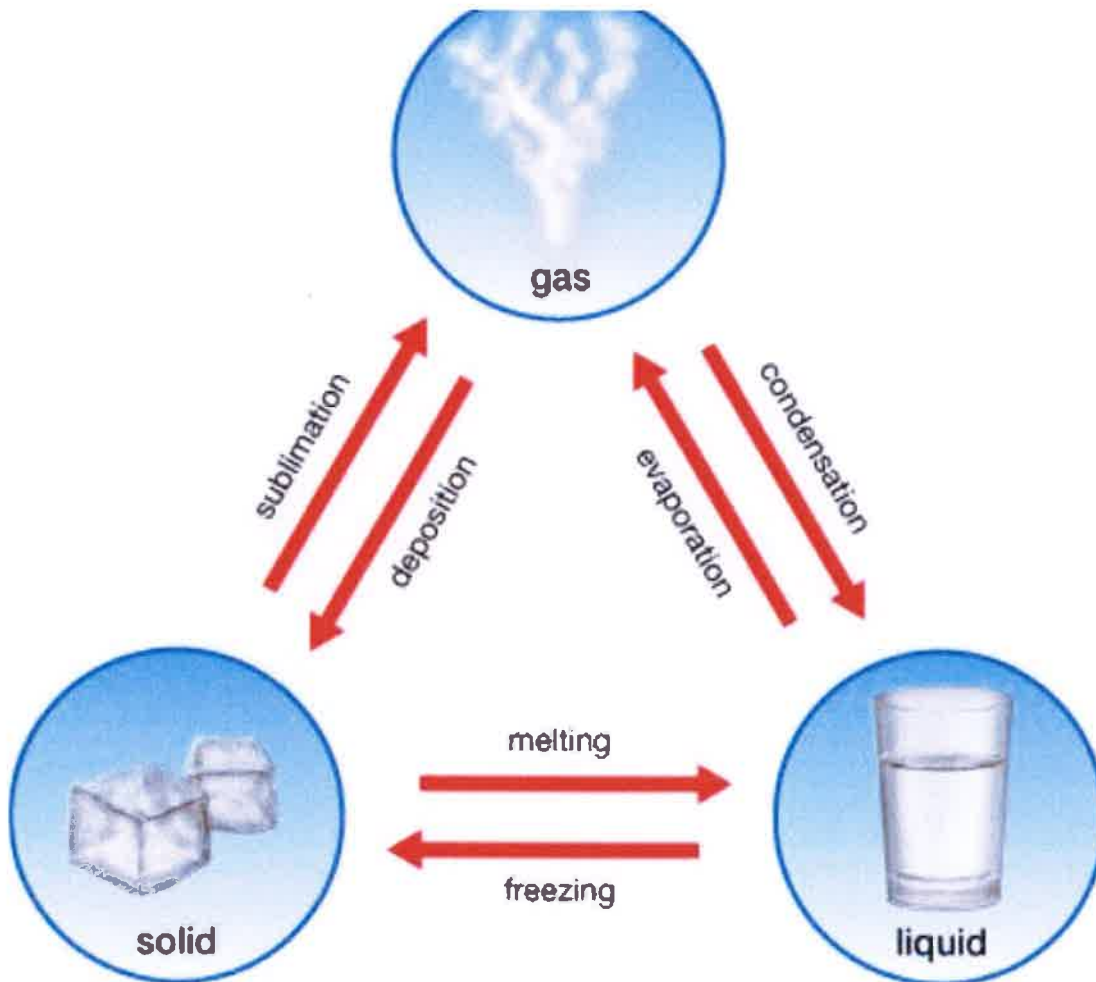 gas
sublimation
deposition
evaporation
condensation
melting
freezing
solid
liquid